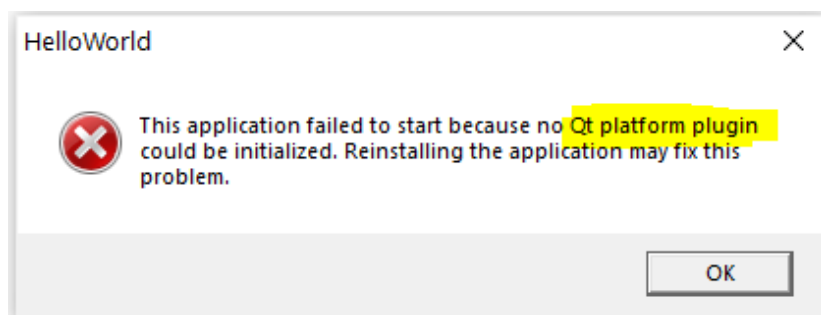 HelloWorld
This application failed to start because no Qt platform plugin
could be initialized. Reinstalling the application may fix this
problem.
OK